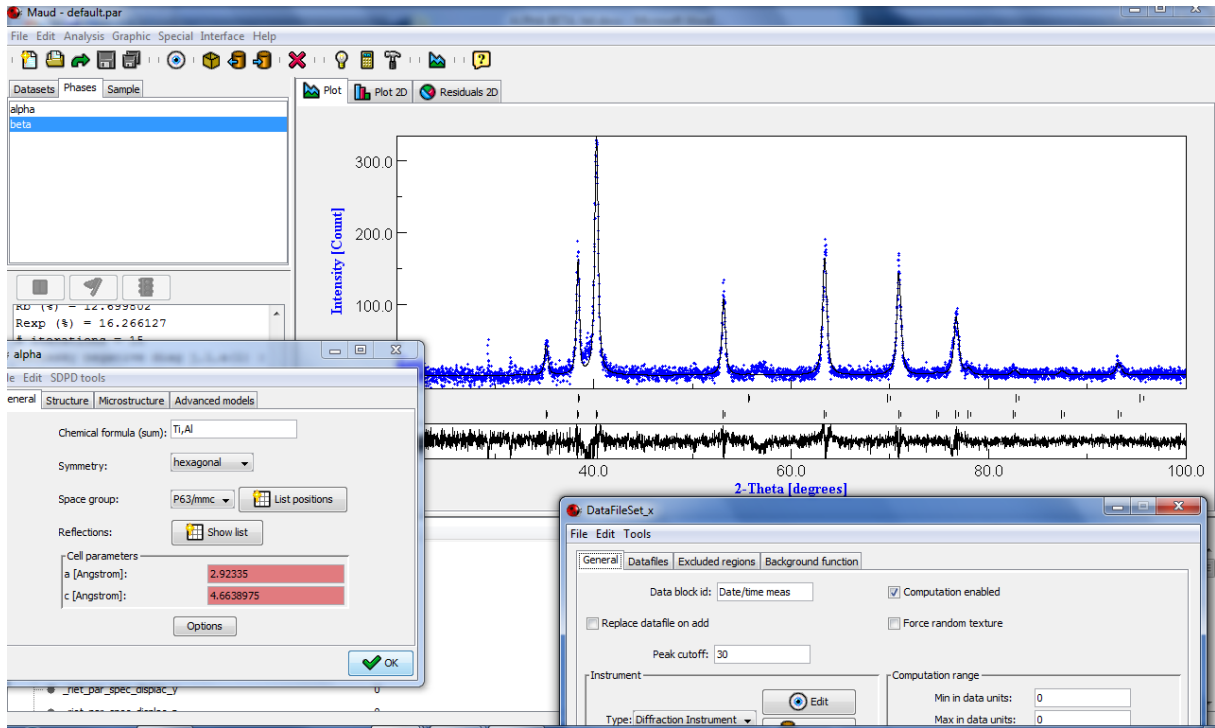 Maud - default.par
File Edit Analysis Graphic Special Interface Help
Datasets Phases Sample
alpha
beta
Plot Plot 2D Residuals 2D
300.0
200.0
100.0
Intensity [Count]
40.0 60.0 80.0 100.0
2-Theta [degrees]
Rexp (%) = 16.266127
alpha
Edit SDPD tools
Structure Microstructure Advanced models
Chemical formula (sum): Ti,Al
Symmetry: hexagonal
Space group: P63/mmc List positions
Reflections: Show list
Cell parameters
a [Angstrom]: 2.92335
c [Angstrom]: 4.6638975
Options
OK
DataFileSet_x
File Edit Tools
General Datafiles Excluded regions Background function
Data block id: Date/time meas Computation enabled
Replace datafile on add Force random texture
Peak cutoff: 30
Instrument Computation range
Edit Min in data units: 0
Type: Diffraction Instrument Max in data units: 0